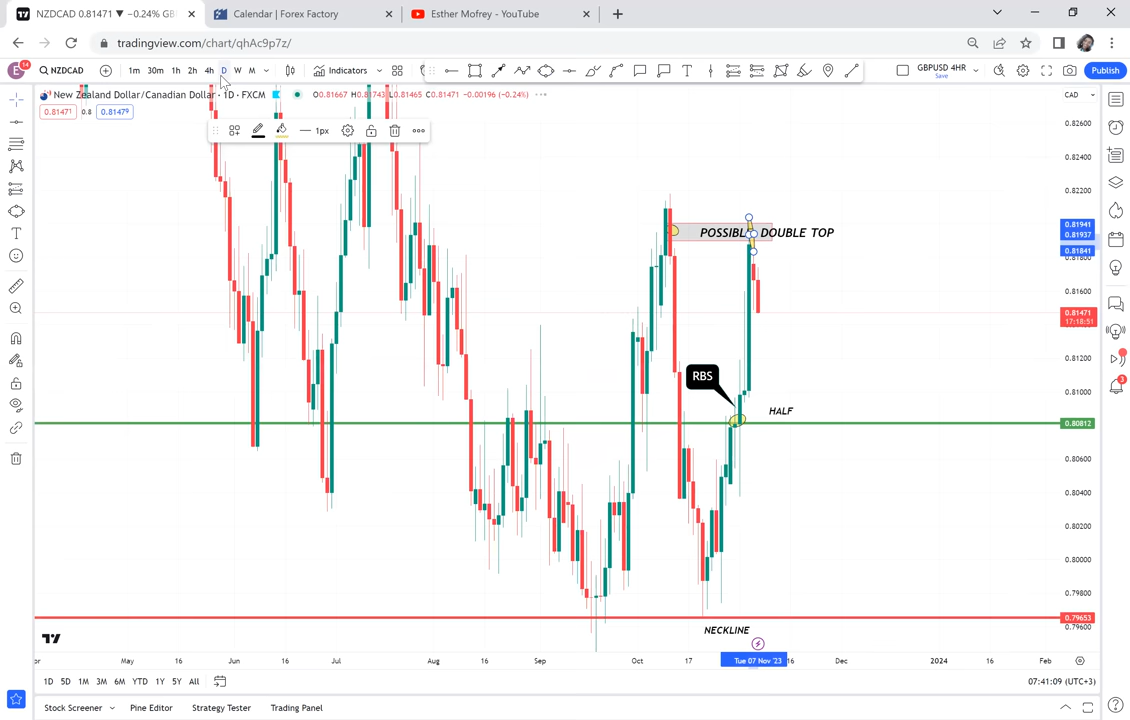 NZDCAD 0.81471 ▼ −0.24% GB
Calendar | Forex Factory
Esther Mofrey - YouTube
tradingview.com/chart/qhAc9p7z/
E
14
NZDCAD
1m 30m 1h 2h 4h D W M
Indicators
GBPUSD 4HR
Save
Publish
New Zealand Dollar/Canadian Dollar · 1D · FXCM
O0.81667 H0.81743 L0.81465 C0.81471 −0.00196 (−0.24%)
CAD
0.81471 0.8 0.81479
1px
0.82600
0.82400
0.82200
0.81941
0.81937
0.81841
0.81800
0.81600
0.81471
17:18:51
0.81200
0.81000
0.80812
0.80600
0.80400
0.80200
0.80000
0.79800
0.79653
0.79600
POSSIBLE DOUBLE TOP
RBS
HALF
NECKLINE
3
May 16 Jun 16 Jul Aug 16 Sep Oct 17 Tue 07 Nov '23 16 Dec 2024 16 Feb
1D 5D 1M 3M 6M YTD 1Y 5Y All
07:41:09 (UTC+3)
Stock Screener
Pine Editor
Strategy Tester
Trading Panel